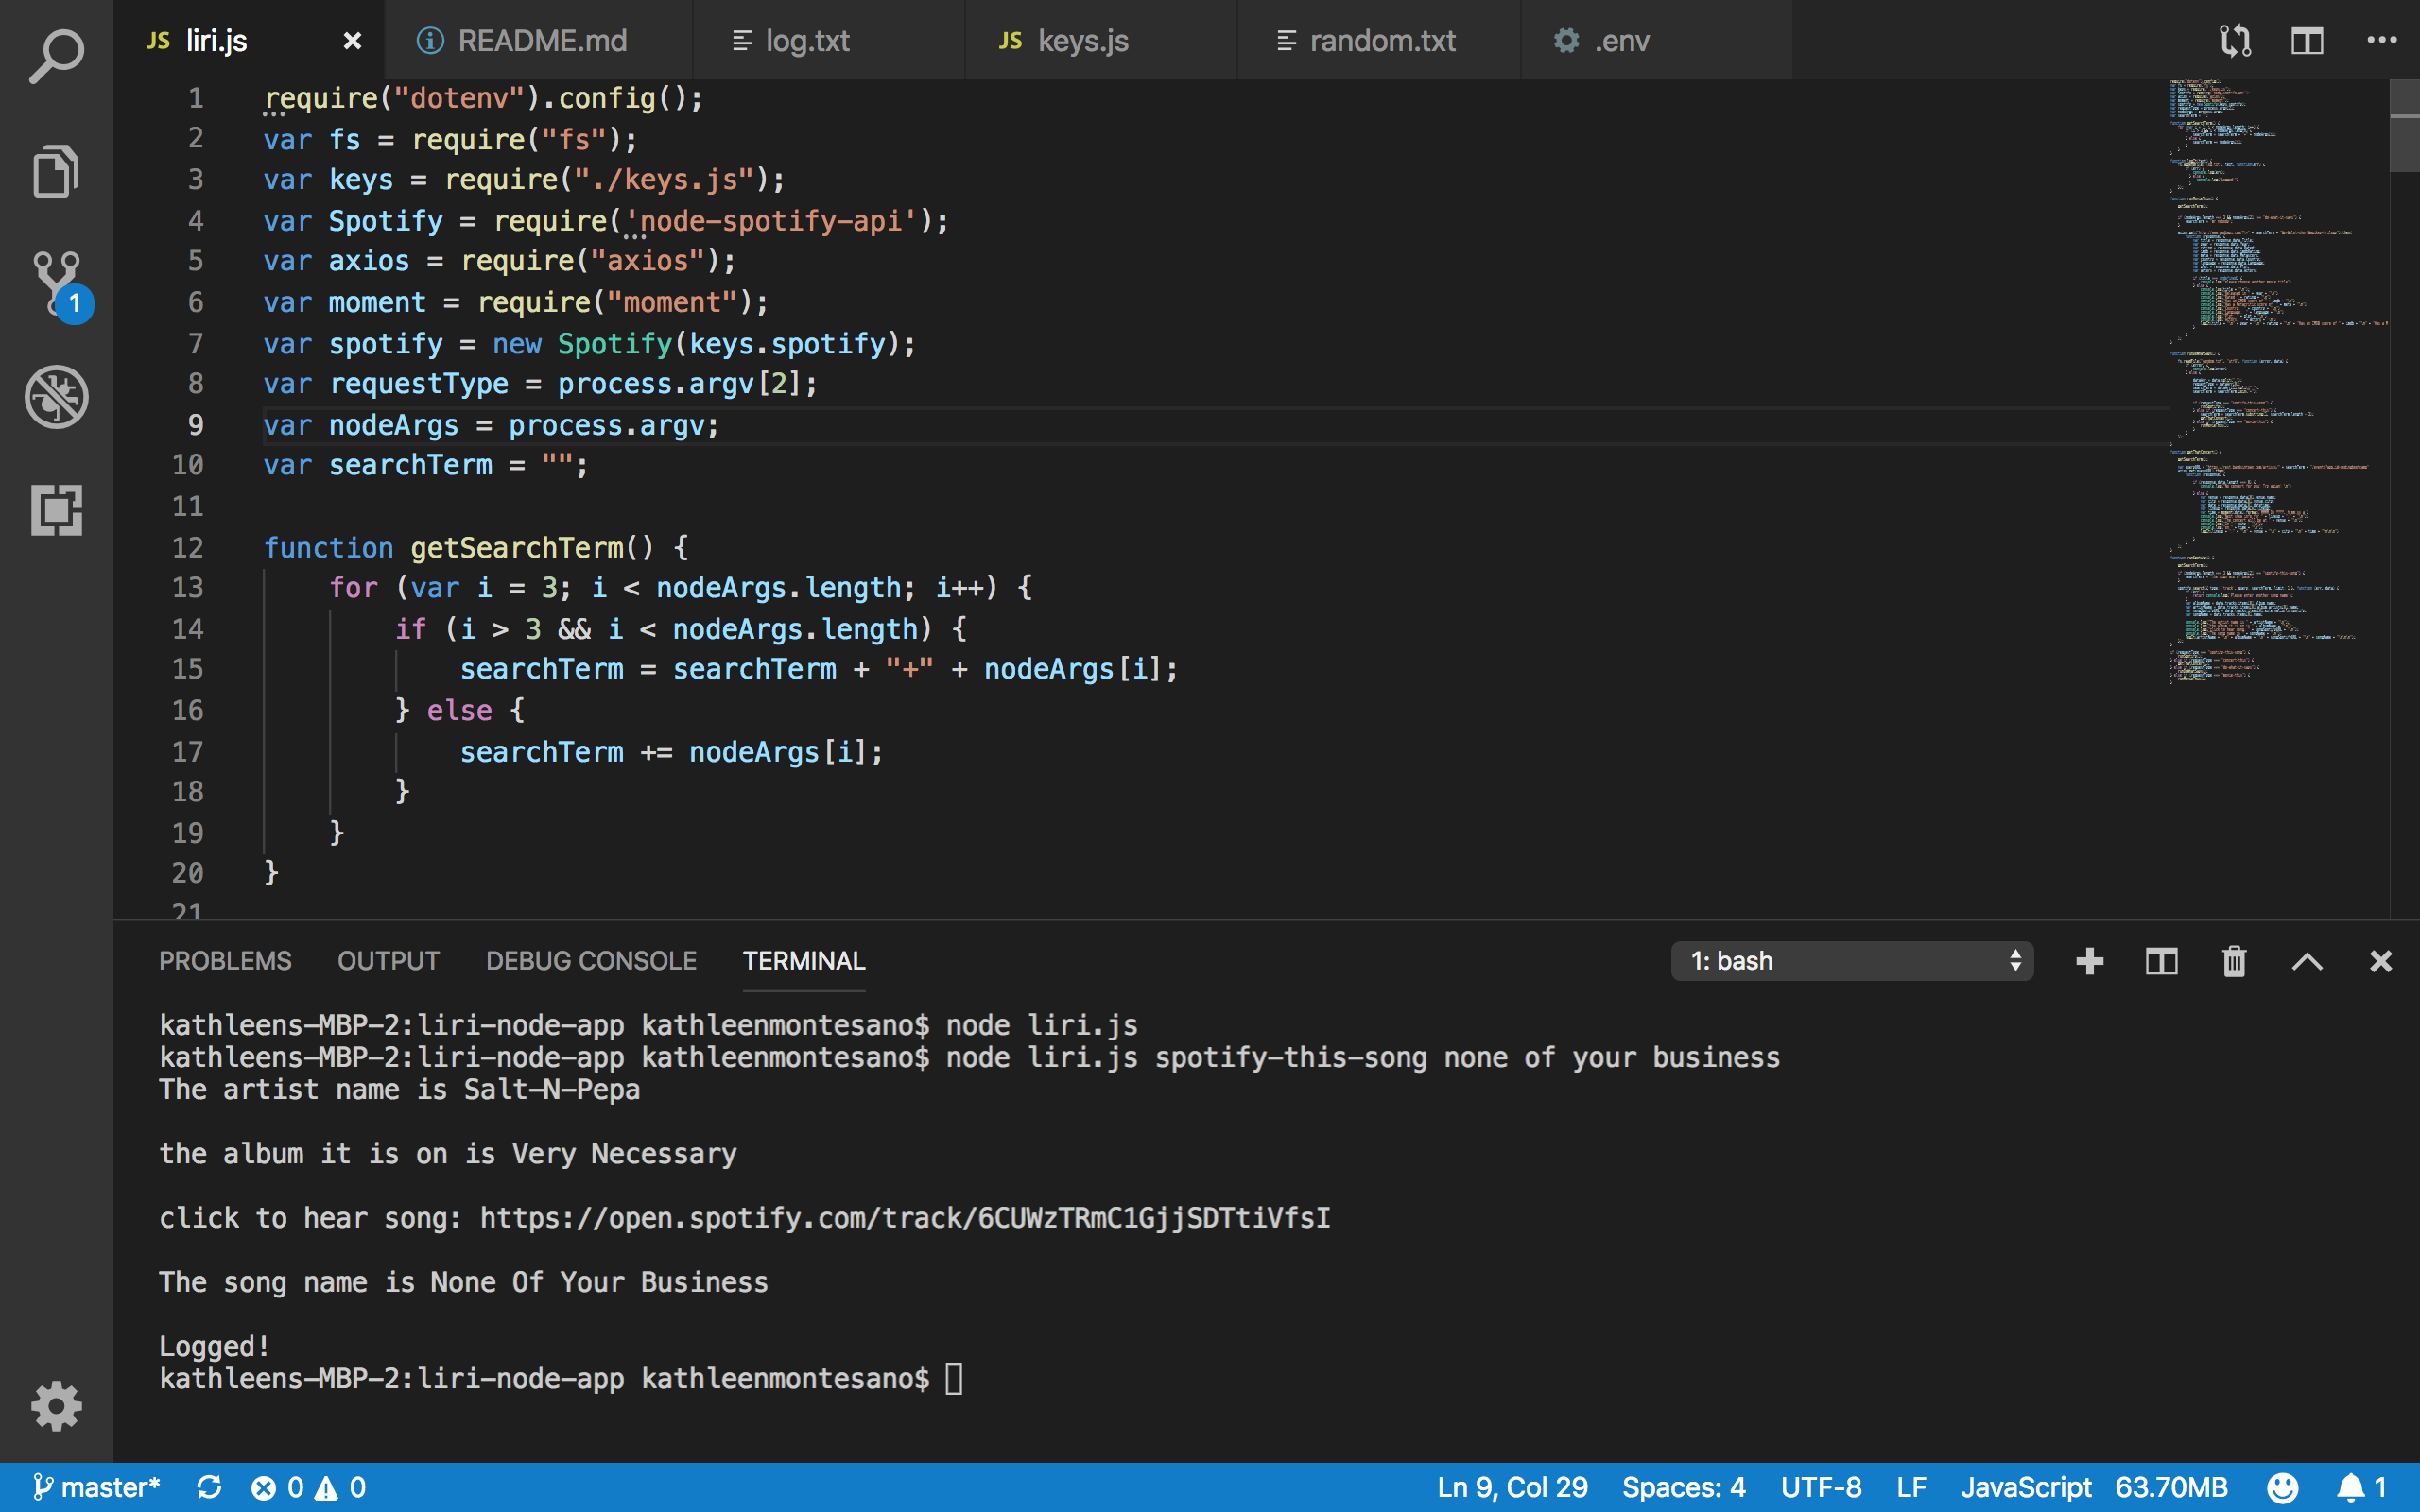 JS liri.js × README.md log.txt JS keys.js random.txt .env
1 require("dotenv").config();
2 var fs = require("fs");
3 var keys = require("./keys.js");
4 var Spotify = require('node-spotify-api');
5 var axios = require("axios");
6 var moment = require("moment");
7 var spotify = new Spotify(keys.spotify);
8 var requestType = process.argv[2];
9 var nodeArgs = process.argv;
10 var searchTerm = "";
11
12 function getSearchTerm() {
13 for (var i = 3; i < nodeArgs.length; i++) {
14 if (i > 3 && i < nodeArgs.length) {
15 searchTerm = searchTerm + "+" + nodeArgs[i];
16 } else {
17 searchTerm += nodeArgs[i];
18 }
19 }
20 }
21
1
PROBLEMS OUTPUT DEBUG CONSOLE TERMINAL 1: bash
kathleens-MBP-2:liri-node-app kathleenmontesano$ node liri.js
kathleens-MBP-2:liri-node-app kathleenmontesano$ node liri.js spotify-this-song none of your business
The artist name is Salt-N-Pepa
the album it is on is Very Necessary
click to hear song: https://open.spotify.com/track/6CUWzTRmC1GjjSDTtiVfsI
The song name is None Of Your Business
Logged!
kathleens-MBP-2:liri-node-app kathleenmontesano$
master* 0 0 Ln 9, Col 29 Spaces: 4 UTF-8 LF JavaScript 63.70MB 1